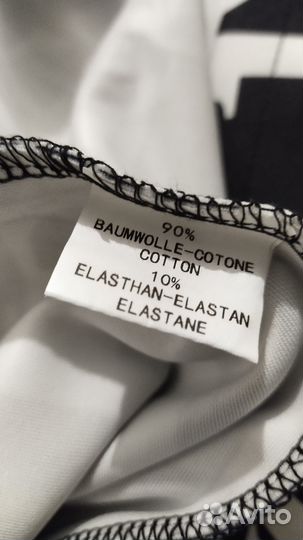 90%
BAUMWOLLE-COTONE
COTTON
10%
ELASTHAN-ELASTAN
ELASTANE
Avito